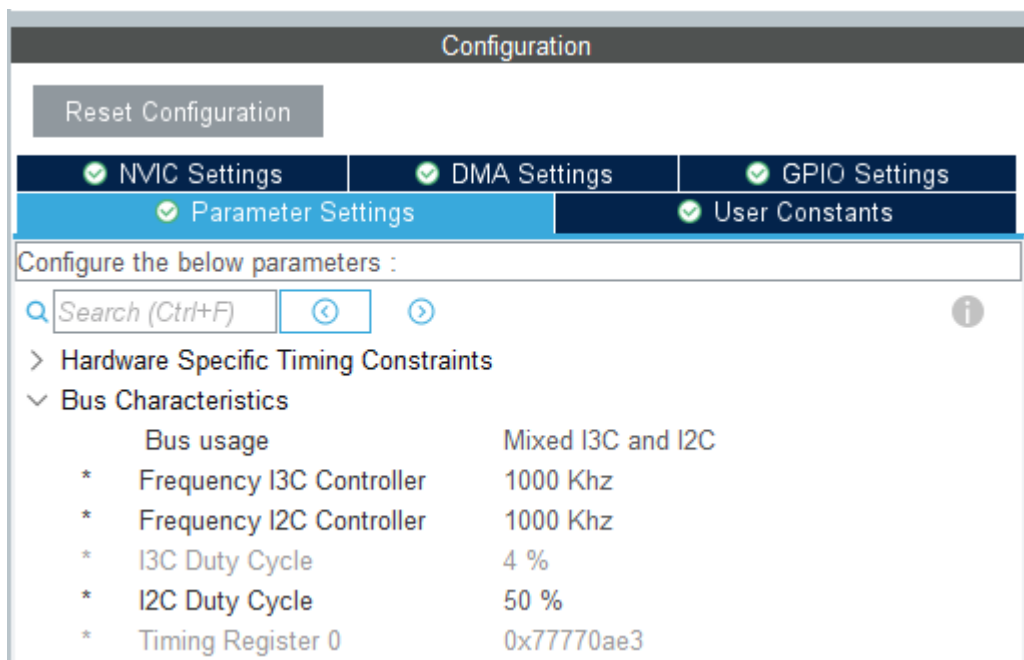 Configuration
Reset Configuration
NVIC Settings DMA Settings GPIO Settings
Parameter Settings User Constants
Configure the below parameters :
Search (Ctrl+F)
Hardware Specific Timing Constraints
Bus Characteristics
Bus usage Mixed I3C and I2C
* Frequency I3C Controller 1000 Khz
* Frequency I2C Controller 1000 Khz
* I3C Duty Cycle 4 %
* I2C Duty Cycle 50 %
* Timing Register 0 0x77770ae3